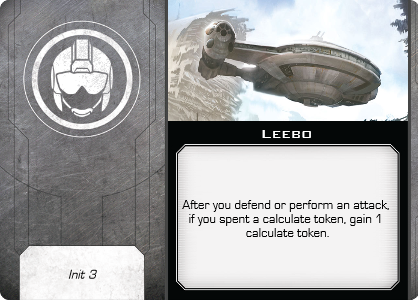 LEEBO
After you defend or perform an attack,
if you spent a calculate token, gain 1
calculate token.
Init 3